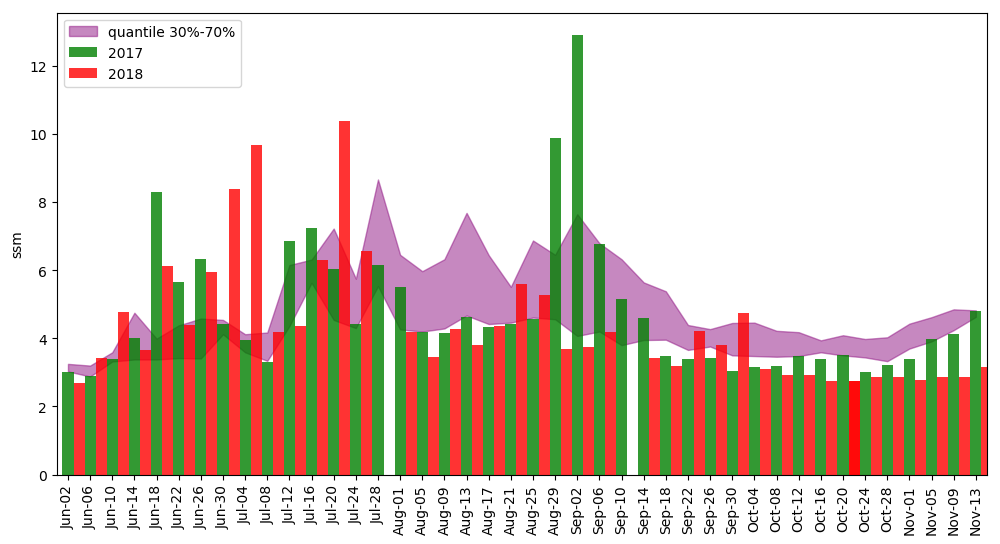 quantile 30%-70%
2017
2018
ssm
12
10
8
6
4
2
0
Jun-02
Jun-06
Jun-10
Jun-14
Jun-18
Jun-22
Jun-26
Jun-30
Jul-04
Jul-08
Jul-12
Jul-16
Jul-20
Jul-24
Jul-28
Aug-01
Aug-05
Aug-09
Aug-13
Aug-17
Aug-21
Aug-25
Aug-29
Sep-02
Sep-06
Sep-10
Sep-14
Sep-18
Sep-22
Sep-26
Sep-30
Oct-04
Oct-08
Oct-12
Oct-16
Oct-20
Oct-24
Oct-28
Nov-01
Nov-05
Nov-09
Nov-13